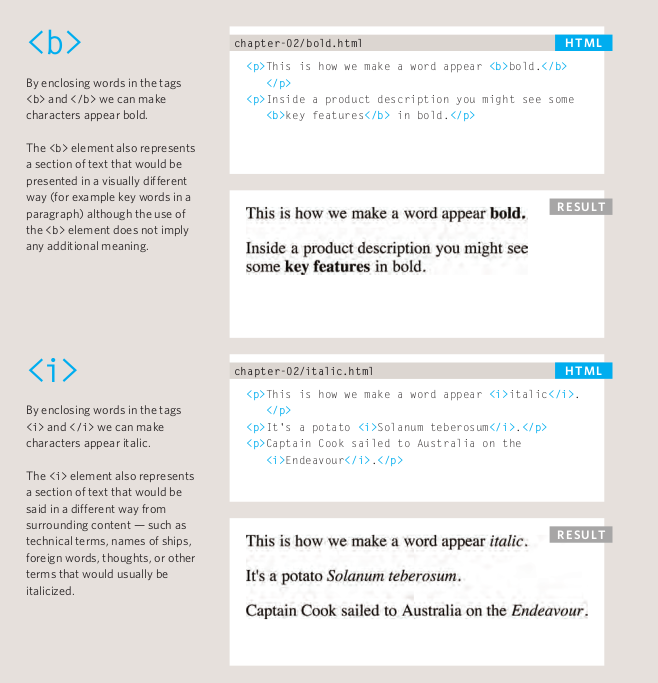 <b>
By enclosing words in the tags
<b> and </b> we can make
characters appear bold.
The <b> element also represents
a section of text that would be
presented in a visually different
way (for example key words in a
paragraph) although the use of
the <b> element does not imply
any additional meaning.
chapter-02/bold.html
HTML
<p>This is how we make a word appear <b>bold.</b>
</p>
<p>Inside a product description you might see some
<b>key features</b> in bold.</p>
RESULT
This is how we make a word appear bold.
Inside a product description you might see
some key features in bold.
<i>
By enclosing words in the tags
<i> and </i> we can make
characters appear italic.
The <i> element also represents
a section of text that would be
said in a different way from
surrounding content — such as
technical terms, names of ships,
foreign words, thoughts, or other
terms that would usually be
italicized.
chapter-02/italic.html
HTML
<p>This is how we make a word appear <i>italic</i>.
</p>
<p>It's a potato <i>Solanum teberosum</i>.</p>
<p>Captain Cook sailed to Australia on the
<i>Endeavour</i>.</p>
RESULT
This is how we make a word appear italic.
It's a potato Solanum teberosum.
Captain Cook sailed to Australia on the Endeavour.